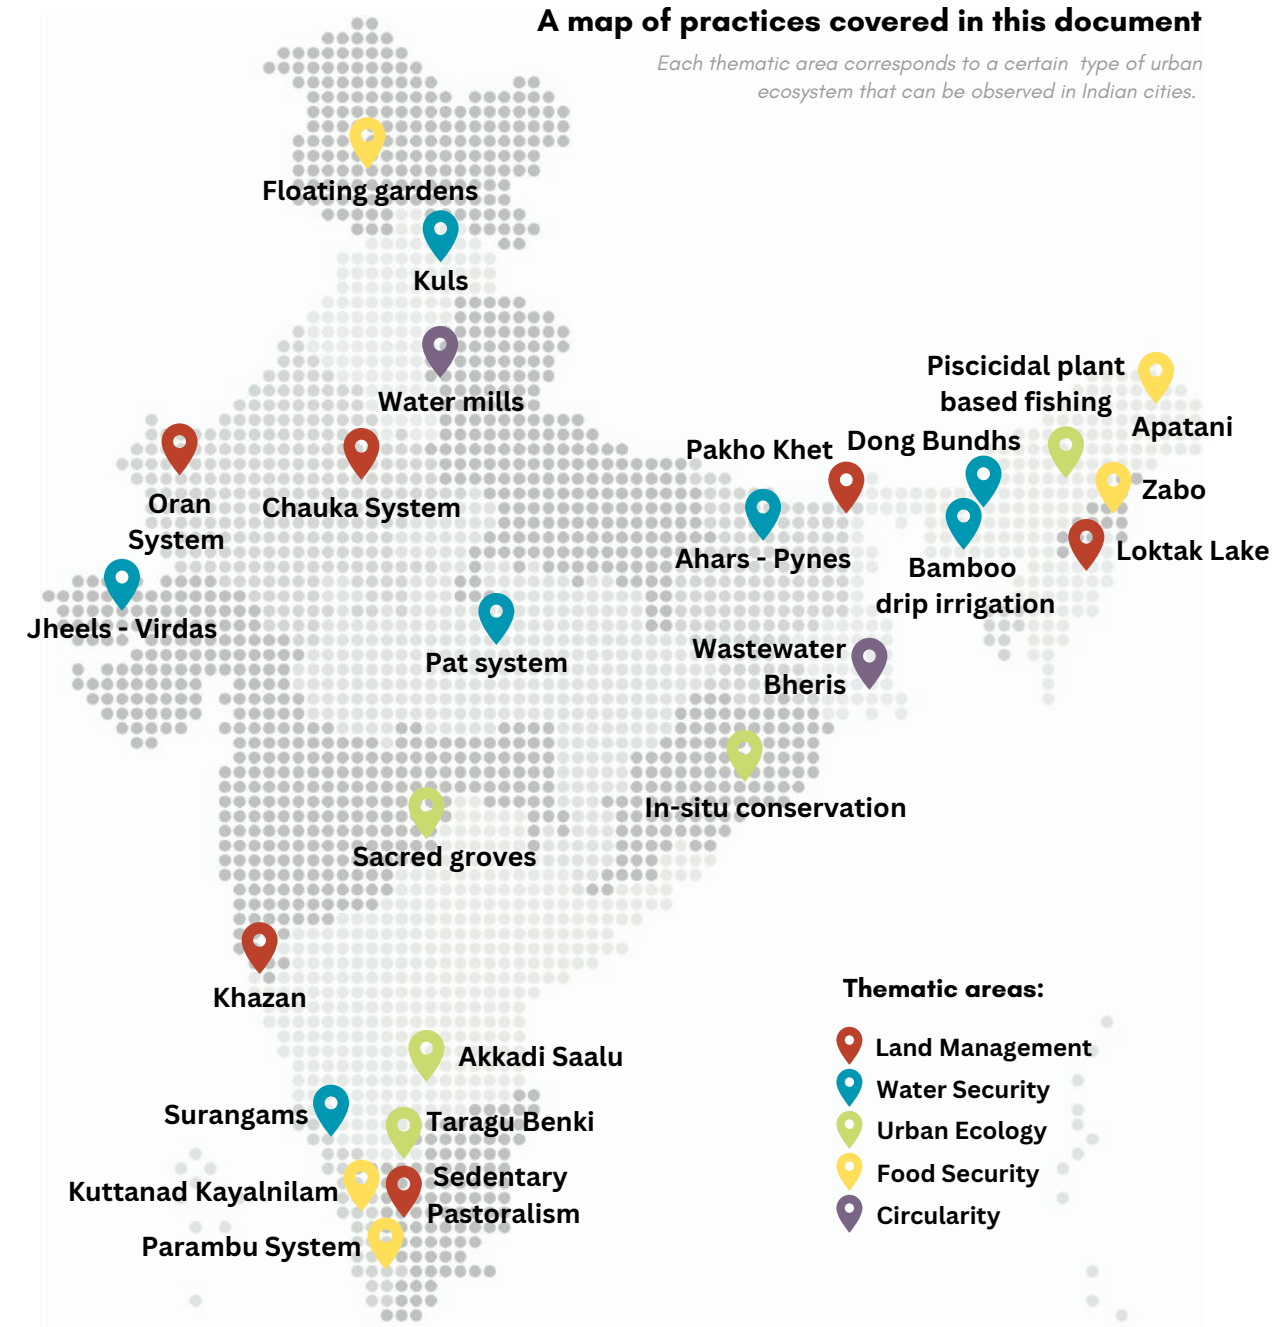 A map of practices covered in this document
Each thematic area corresponds to a certain type of urban
ecosystem that can be observed in Indian cities.
Floating gardens
Kuls
Water mills
Piscicidal plant
based fishing
Apatani
Pakho Khet
Dong Bundhs
Oran
System
Chauka System
Zabo
Ahars - Pynes
Loktak Lake
Bamboo
drip irrigation
Jheels - Virdas
Pat system
Wastewater
Bheris
In-situ conservation
Sacred groves
Khazan
Akkadi Saalu
Surangams
Taragu Benki
Kuttanad Kayalnilam
Sedentary
Pastoralism
Parambu System
Thematic areas:
Land Management
Water Security
Urban Ecology
Food Security
Circularity